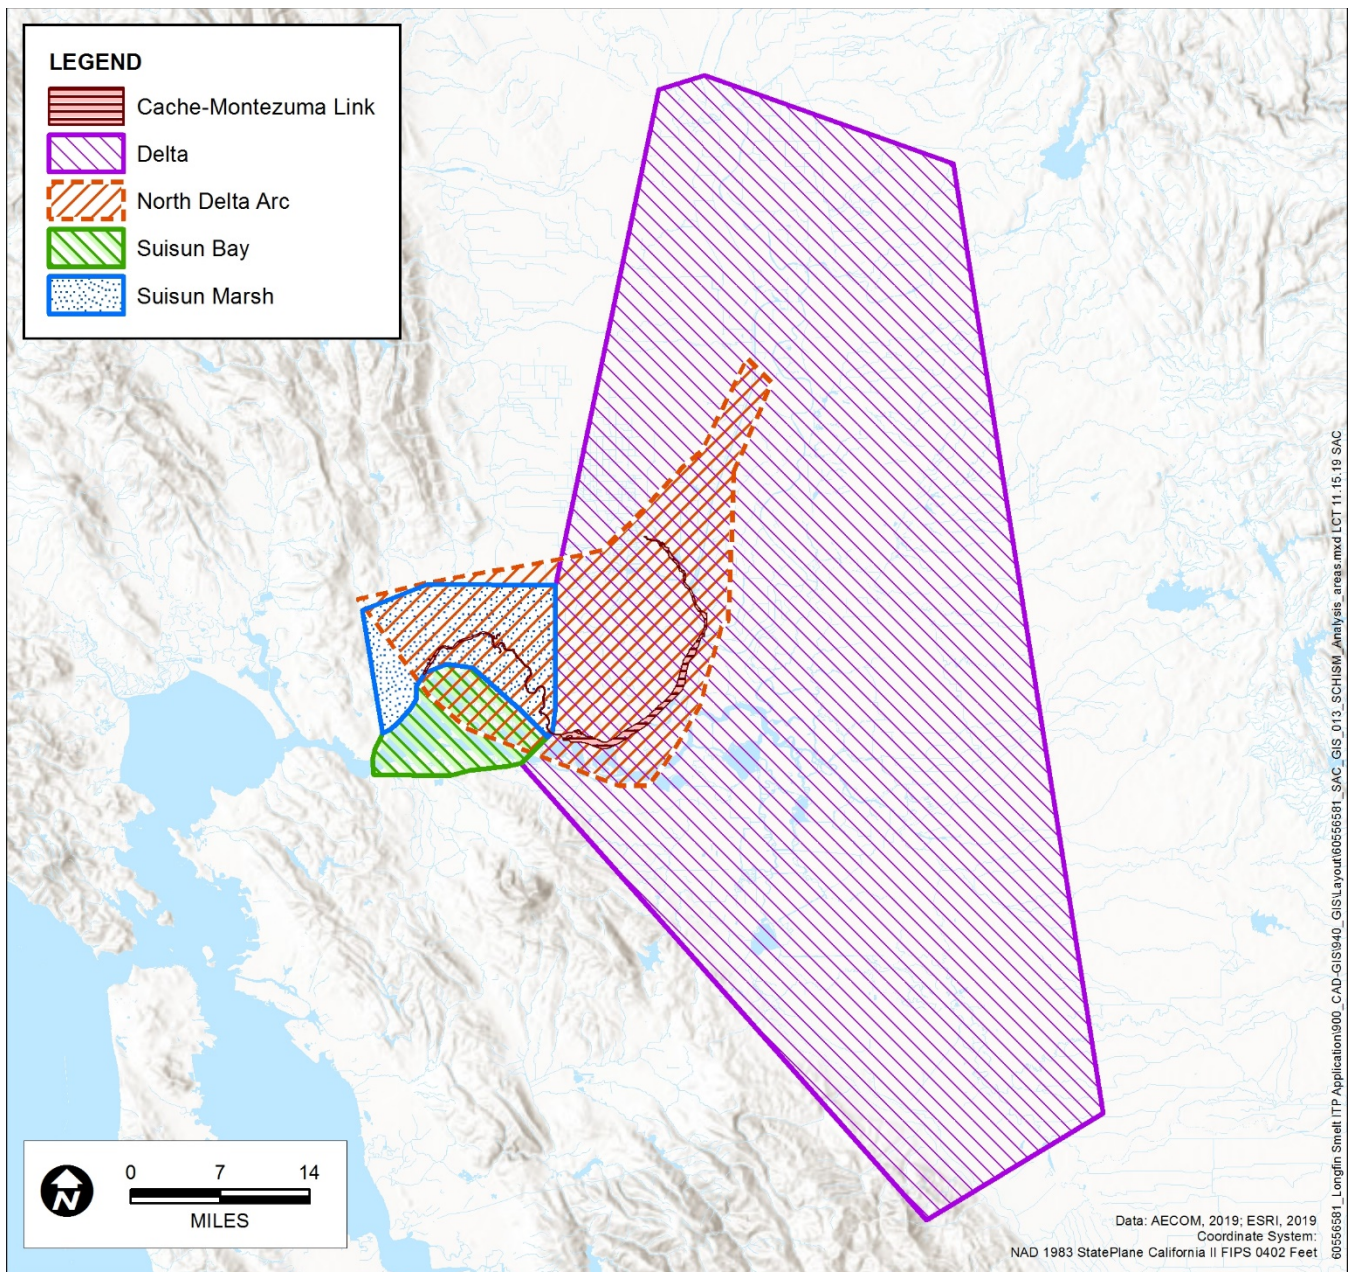 LEGEND
Cache-Montezuma Link
Delta
North Delta Arc
Suisun Bay
Suisun Marsh
60556581_Longfin Smelt ITP Application\900_CAD-GIS\940_GIS\Layout\60556581_SAC_GIS_013_SCHISM_Analysis_areas.mxd LCT 11.15.19 SAC
N
0 7 14
MILES
Data: AECOM, 2019; ESRI, 2019
Coordinate System:
NAD 1983 StatePlane California II FIPS 0402 Feet